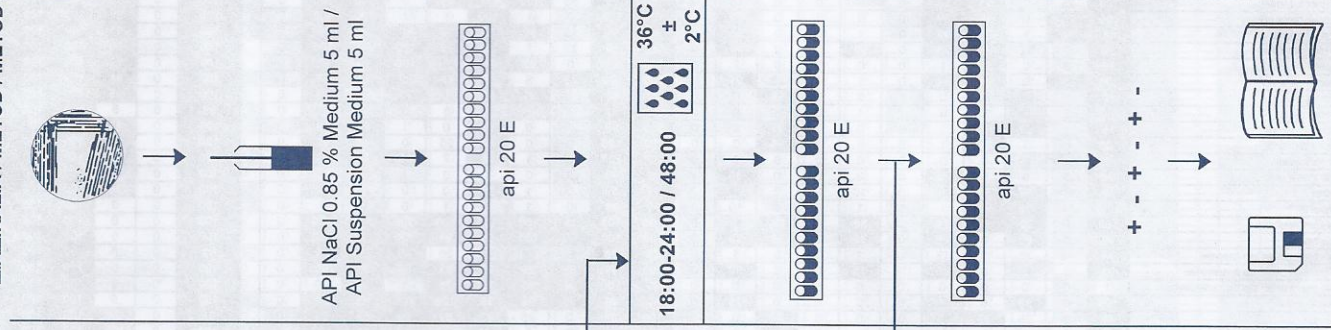 API NaCl 0.85 % Medium 5 ml /
API Suspension Medium 5 ml
api 20 E
18:00-24:00 / 48:00
36°C
±
2°C
api 20 E
api 20 E
+ - + - + -